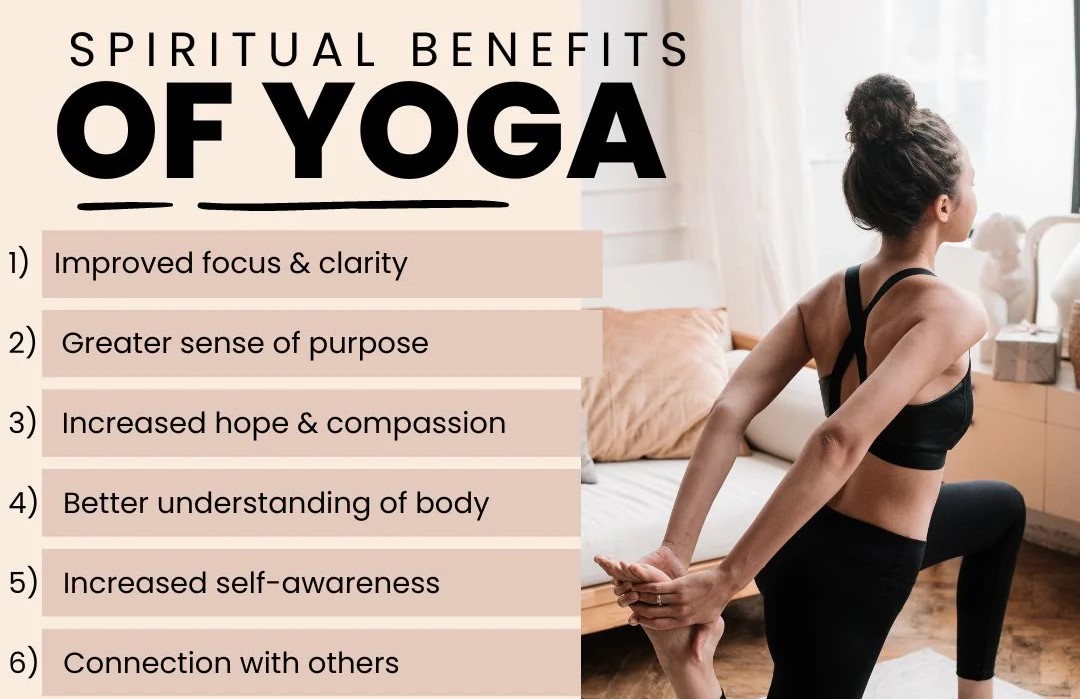 SPIRITUAL BENEFITS
OF YOGA
1) Improved focus & clarity
2) Greater sense of purpose
3) Increased hope & compassion
4) Better understanding of body
5) Increased self-awareness
6) Connection with others